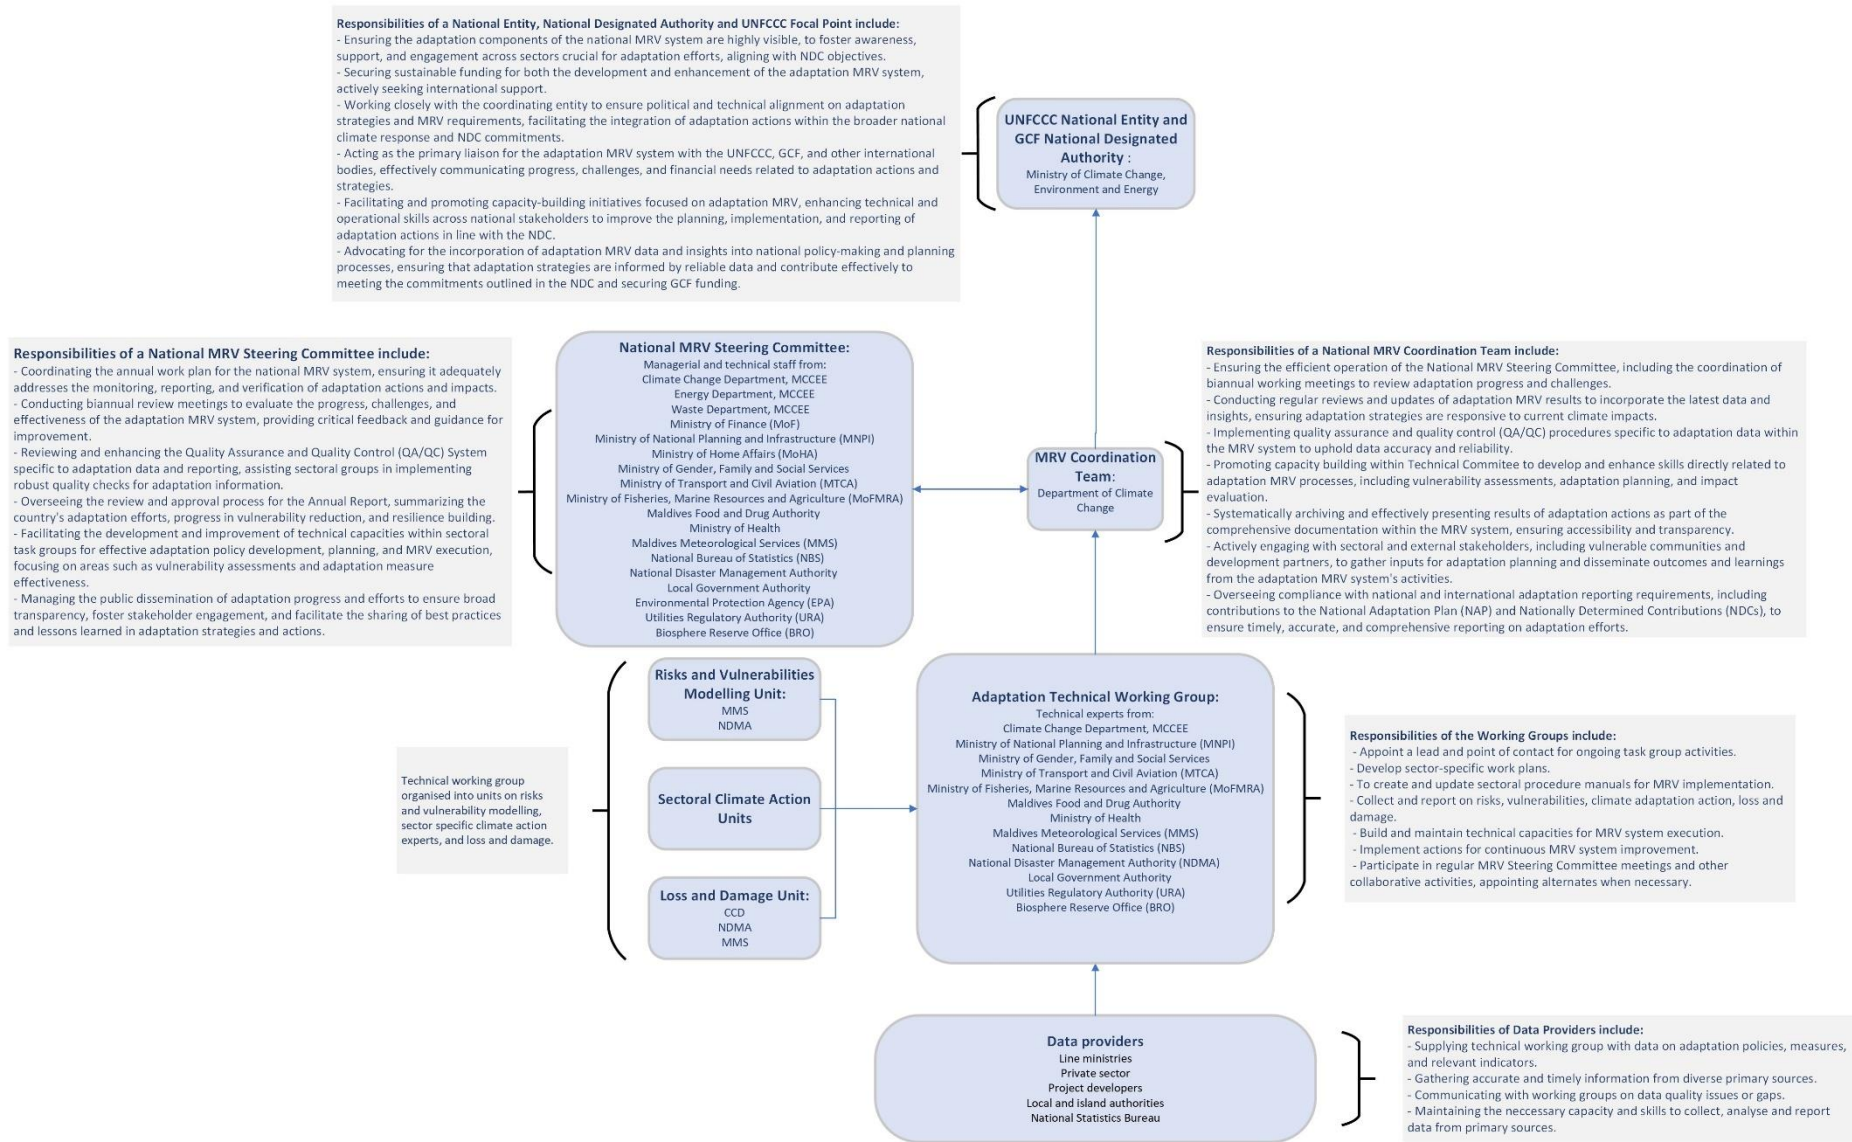 Responsibilities of a National Entity, National Designated Authority and UNFCCC Focal Point include:
- Ensuring the adaptation components of the national MRV system are highly visible, to foster awareness,
support, and engagement across sectors crucial for adaptation efforts, aligning with NDC objectives.
- Securing sustainable funding for both the development and enhancement of the adaptation MRV system,
actively seeking international support.
- Working closely with the coordinating entity to ensure political and technical alignment on adaptation
strategies and MRV requirements, facilitating the integration of adaptation actions within the broader national
climate response and NDC commitments.
- Acting as the primary liaison for the adaptation MRV system with the UNFCCC, GCF, and other international
bodies, effectively communicating progress, challenges, and financial needs related to adaptation actions and
strategies.
- Facilitating and promoting capacity-building initiatives focused on adaptation MRV, enhancing technical and
operational skills across national stakeholders to improve the planning, implementation, and reporting of
adaptation actions in line with the NDC.
- Advocating for the incorporation of adaptation MRV data and insights into national policy-making and planning
processes, ensuring that adaptation strategies are informed by reliable data and contribute effectively to
meeting the commitments outlined in the NDC and securing GCF funding.
UNFCCC National Entity and
GCF National Designated
Authority :
Ministry of Climate Change,
Environment and Energy
Responsibilities of a National MRV Steering Committee include:
- Coordinating the annual work plan for the national MRV system, ensuring it adequately
addresses the monitoring, reporting, and verification of adaptation actions and impacts.
- Conducting biannual review meetings to evaluate the progress, challenges, and
effectiveness of the adaptation MRV system, providing critical feedback and guidance for
improvement.
- Reviewing and enhancing the Quality Assurance and Quality Control (QA/QC) System
specific to adaptation data and reporting, assisting sectoral groups in implementing
robust quality checks for adaptation information.
- Overseeing the review and approval process for the Annual Report, summarizing the
country's adaptation efforts, progress in vulnerability reduction, and resilience building.
- Facilitating the development and improvement of technical capacities within sectoral
task groups for effective adaptation policy development, planning, and MRV execution,
focusing on areas such as vulnerability assessments and adaptation measure
effectiveness.
- Managing the public dissemination of adaptation progress and efforts to ensure broad
transparency, foster stakeholder engagement, and facilitate the sharing of best practices
and lessons learned in adaptation strategies and actions.
National MRV Steering Committee:
Managerial and technical staff from:
Climate Change Department, MCCEE
Energy Department, MCCEE
Waste Department, MCCEE
Ministry of Finance (MoF)
Ministry of National Planning and Infrastructure (MNPI)
Ministry of Home Affairs (MoHA)
Ministry of Gender, Family and Social Services
Ministry of Transport and Civil Aviation (MTCA)
Ministry of Fisheries, Marine Resources and Agriculture (MoFMRA)
Maldives Food and Drug Authority
Ministry of Health
Maldives Meteorological Services (MMS)
National Bureau of Statistics (NBS)
National Disaster Management Authority
Local Government Authority
Environmental Protection Agency (EPA)
Utilities Regulatory Authority (URA)
Biosphere Reserve Office (BRO)
MRV Coordination
Team:
Department of Climate
Change
Responsibilities of a National MRV Coordination Team include:
- Ensuring the efficient operation of the National MRV Steering Committee, including the coordination of
biannual working meetings to review adaptation progress and challenges.
- Conducting regular reviews and updates of adaptation MRV results to incorporate the latest data and
insights, ensuring adaptation strategies are responsive to current climate impacts.
- Implementing quality assurance and quality control (QA/QC) procedures specific to adaptation data within
the MRV system to uphold data accuracy and reliability.
- Promoting capacity building within Technical Commitee to develop and enhance skills directly related to
adaptation MRV processes, including vulnerability assessments, adaptation planning, and impact
evaluation.
- Systematically archiving and effectively presenting results of adaptation actions as part of the
comprehensive documentation within the MRV system, ensuring accessibility and transparency.
- Actively engaging with sectoral and external stakeholders, including vulnerable communities and
development partners, to gather inputs for adaptation planning and disseminate outcomes and learnings
from the adaptation MRV system's activities.
- Overseeing compliance with national and international adaptation reporting requirements, including
contributions to the National Adaptation Plan (NAP) and Nationally Determined Contributions (NDCs), to
ensure timely, accurate, and comprehensive reporting on adaptation efforts.
Technical working group
organised into units on risks
and vulnerability modelling,
sector specific climate action
experts, and loss and damage.
Risks and Vulnerabilities
Modelling Unit:
MMS
NDMA
Sectoral Climate Action
Units
Loss and Damage Unit:
CCD
NDMA
MMS
Adaptation Technical Working Group:
Technical experts from:
Climate Change Department, MCCEE
Ministry of National Planning and Infrastructure (MNPI)
Ministry of Gender, Family and Social Services
Ministry of Transport and Civil Aviation (MTCA)
Ministry of Fisheries, Marine Resources and Agriculture (MoFMRA)
Maldives Food and Drug Authority
Ministry of Health
Maldives Meteorological Services (MMS)
National Bureau of Statistics (NBS)
National Disaster Management Authority (NDMA)
Local Government Authority
Utilities Regulatory Authority (URA)
Biosphere Reserve Office (BRO)
Responsibilities of the Working Groups include:
- Appoint a lead and point of contact for ongoing task group activities.
- Develop sector-specific work plans.
- To create and update sectoral procedure manuals for MRV implementation.
- Collect and report on risks, vulnerabilities, climate adaptation action, loss and
damage.
- Build and maintain technical capacities for MRV system execution.
- Implement actions for continuous MRV system improvement.
- Participate in regular MRV Steering Committee meetings and other
collaborative activities, appointing alternates when necessary.
Data providers
Line ministries
Private sector
Project developers
Local and island authorities
National Statistics Bureau
Responsibilities of Data Providers include:
- Supplying technical working group with data on adaptation policies, measures,
and relevant indicators.
- Gathering accurate and timely information from diverse primary sources.
- Communicating with working groups on data quality issues or gaps.
- Maintaining the neccessary capacity and skills to collect, analyse and report
data from primary sources.